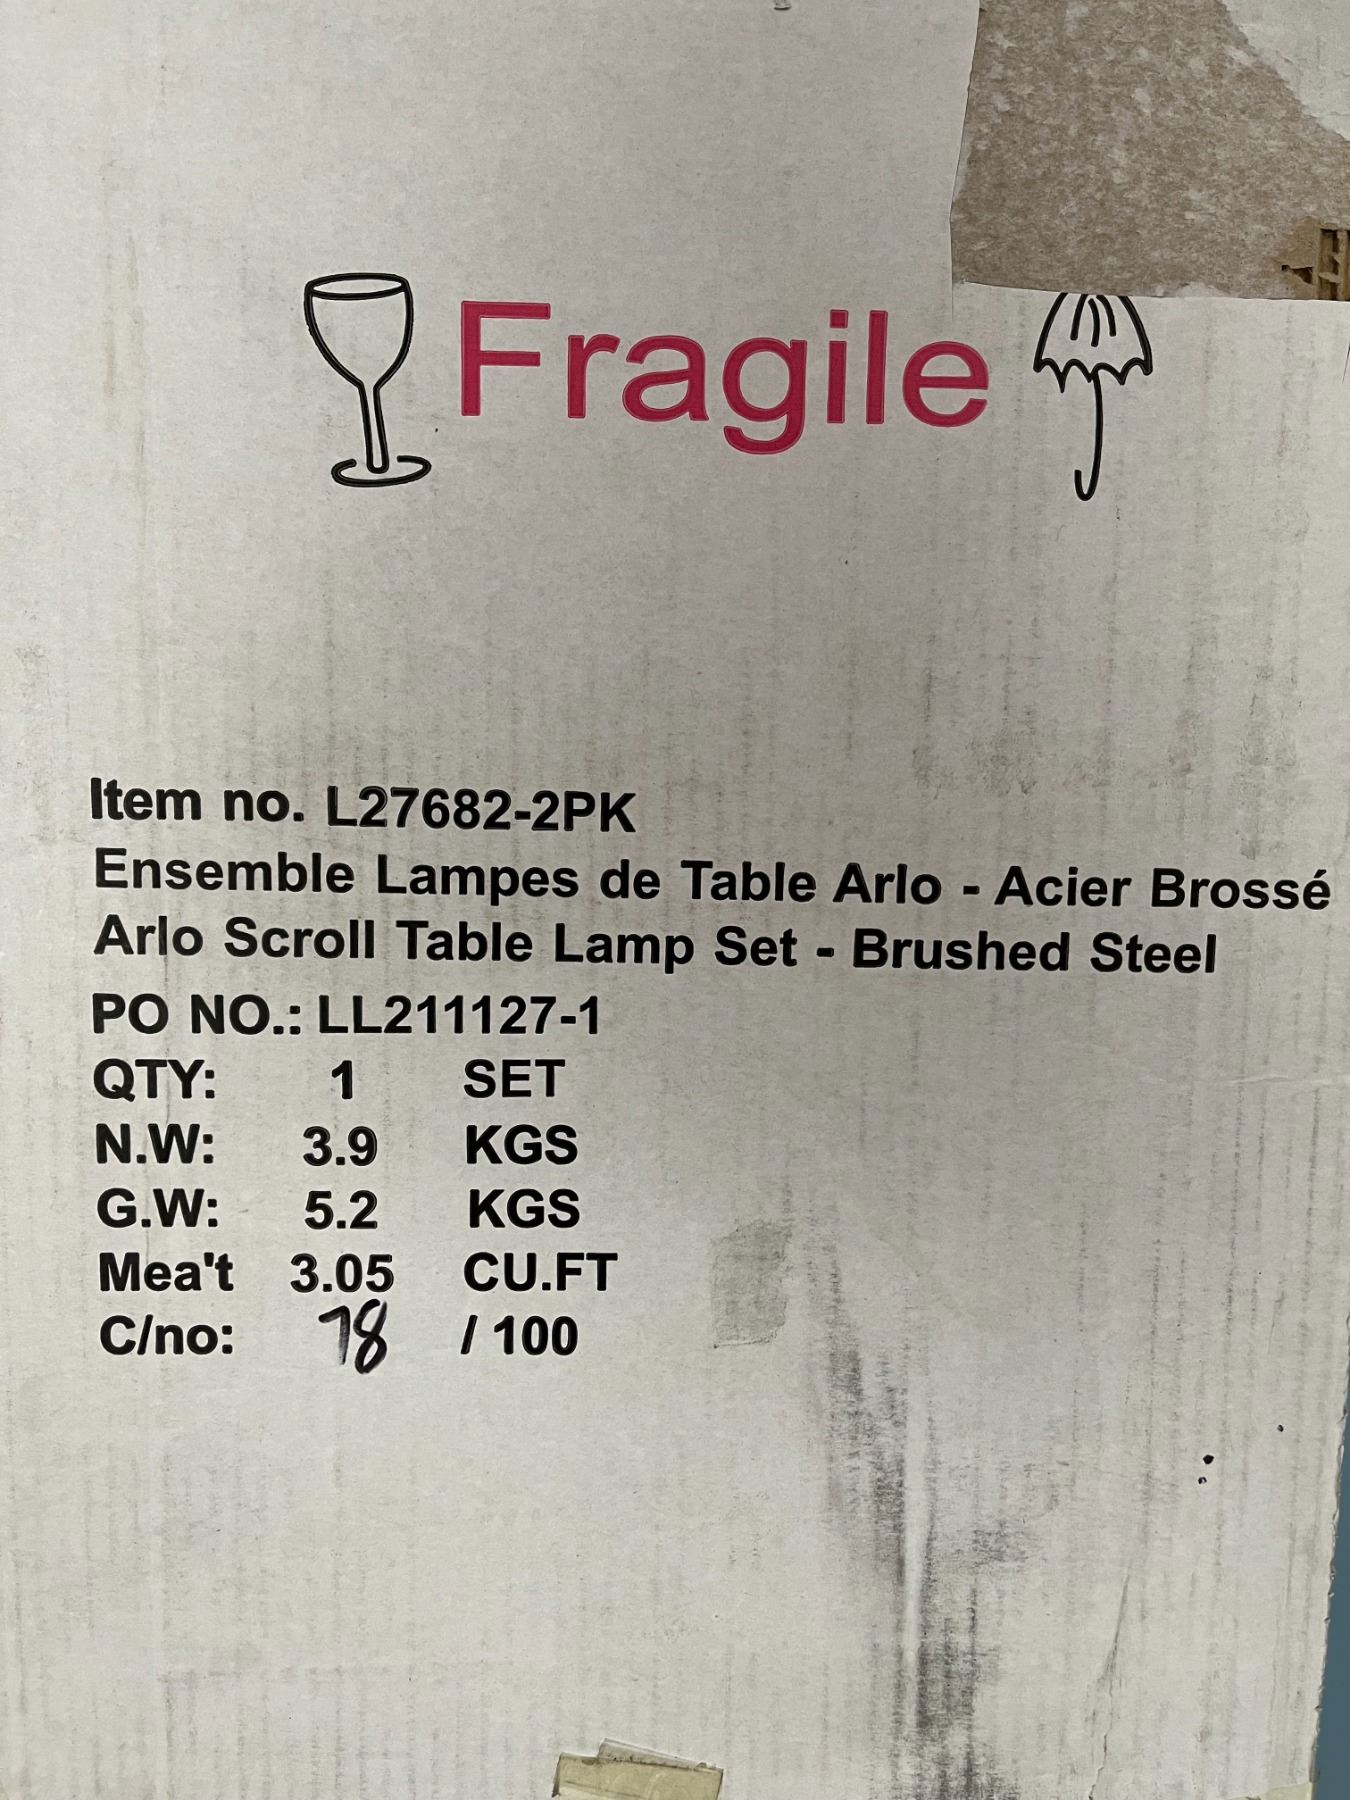 Fragile
Item no. L27682-2PK
Ensemble Lampes de Table Arlo - Acier Brossé
Arlo Scroll Table Lamp Set - Brushed Steel
PO NO.: LL211127-1
QTY: 1 SET
N.W: 3.9 KGS
G.W: 5.2 KGS
Mea't 3.05 CU.FT
C/no: 78 / 100